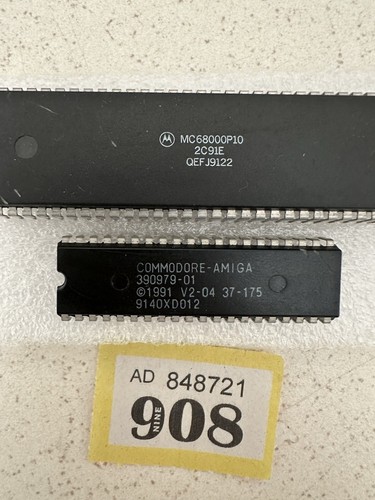 MC68000P10
2C91E
QEFJ9122
COMMODORE-AMIGA
390979-01
©1991 V2-04 37-175
9140XD012
AD 848721
908
NINE